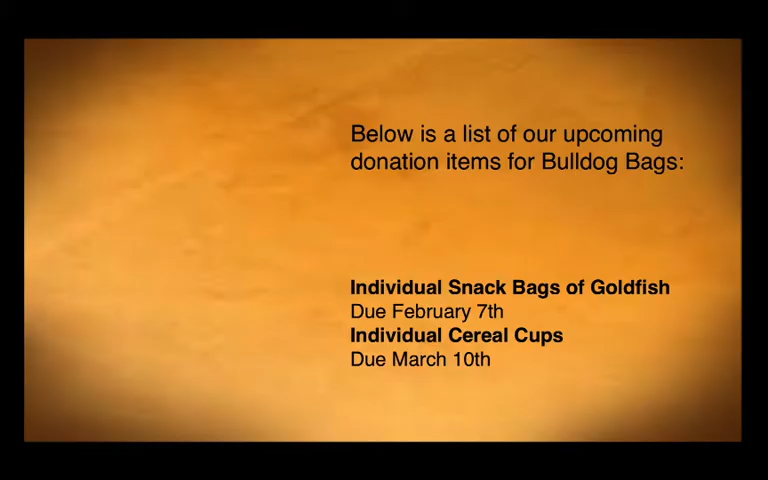 Below is a list of our upcoming
donation items for Bulldog Bags:
Individual Snack Bags of Goldfish
Due February 7th
Individual Cereal Cups
Due March 10th